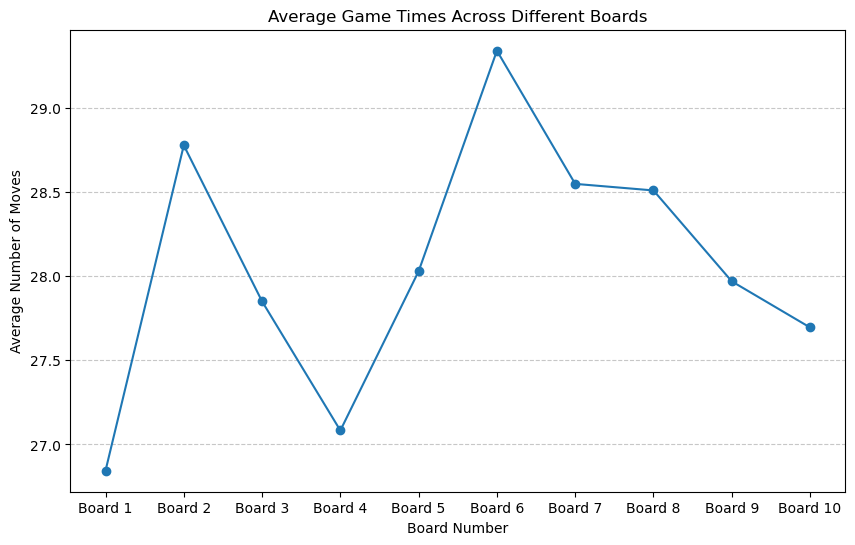 Average Game Times Across Different Boards
Average Number of Moves
29.0
28.5
28.0
27.5
27.0
Board 1 Board 2 Board 3 Board 4 Board 5 Board 6 Board 7 Board 8 Board 9 Board 10
Board Number